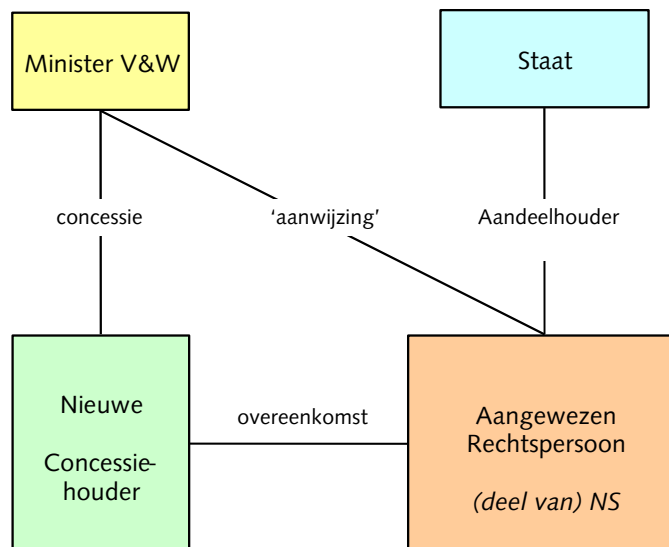 Minister V&W
Staat
concessie
'aanwijzing'
Aandeelhouder
Nieuwe
Concessie-
houder
overeenkomst
Aangewezen
Rechtspersoon
(deel van) NS